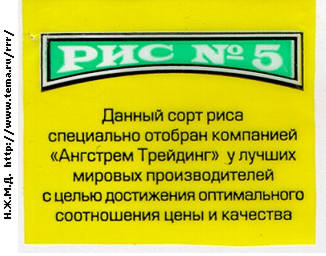 РИС № 5
Данный сорт риса
специально отобран компанией
«Ангстрем Трейдинг» у лучших
мировых производителей
с целью достижения оптимального
соотношения цены и качества
Н.Ж.М.Д. http://www.tema.ru/rrr/